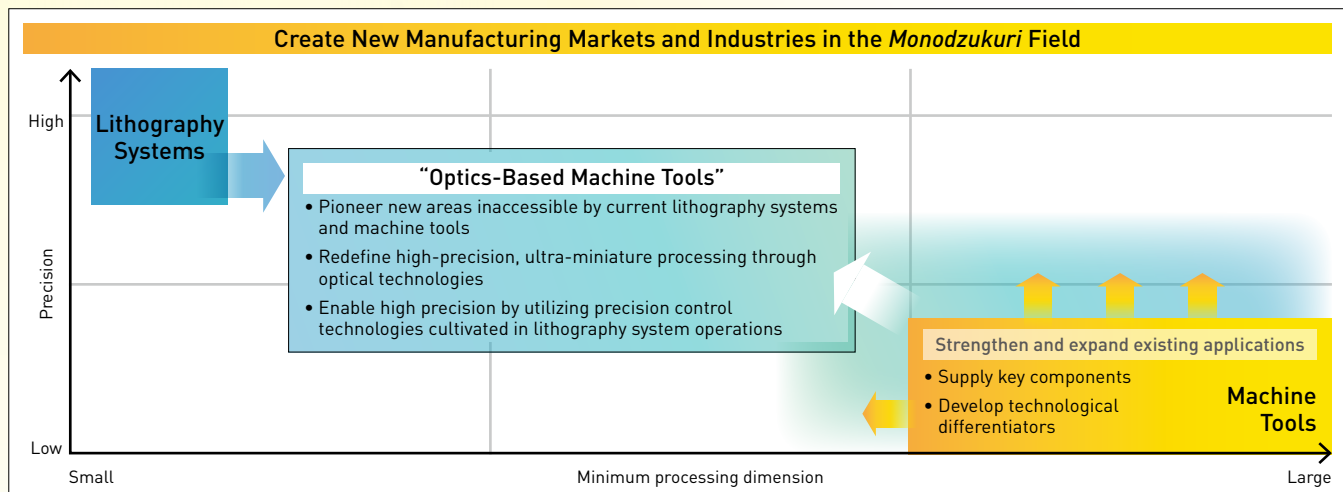 Create New Manufacturing Markets and Industries in the Monodzukuri Field
High
Lithography
Systems
“Optics-Based Machine Tools”
• Pioneer new areas inaccessible by current lithography systems
and machine tools
• Redefine high-precision, ultra-miniature processing through
optical technologies
• Enable high precision by utilizing precision control
technologies cultivated in lithography system operations
Precision
Strengthen and expand existing applications
• Supply key components
• Develop technological
differentiators
Machine
Tools
Low
Small
Minimum processing dimension
Large